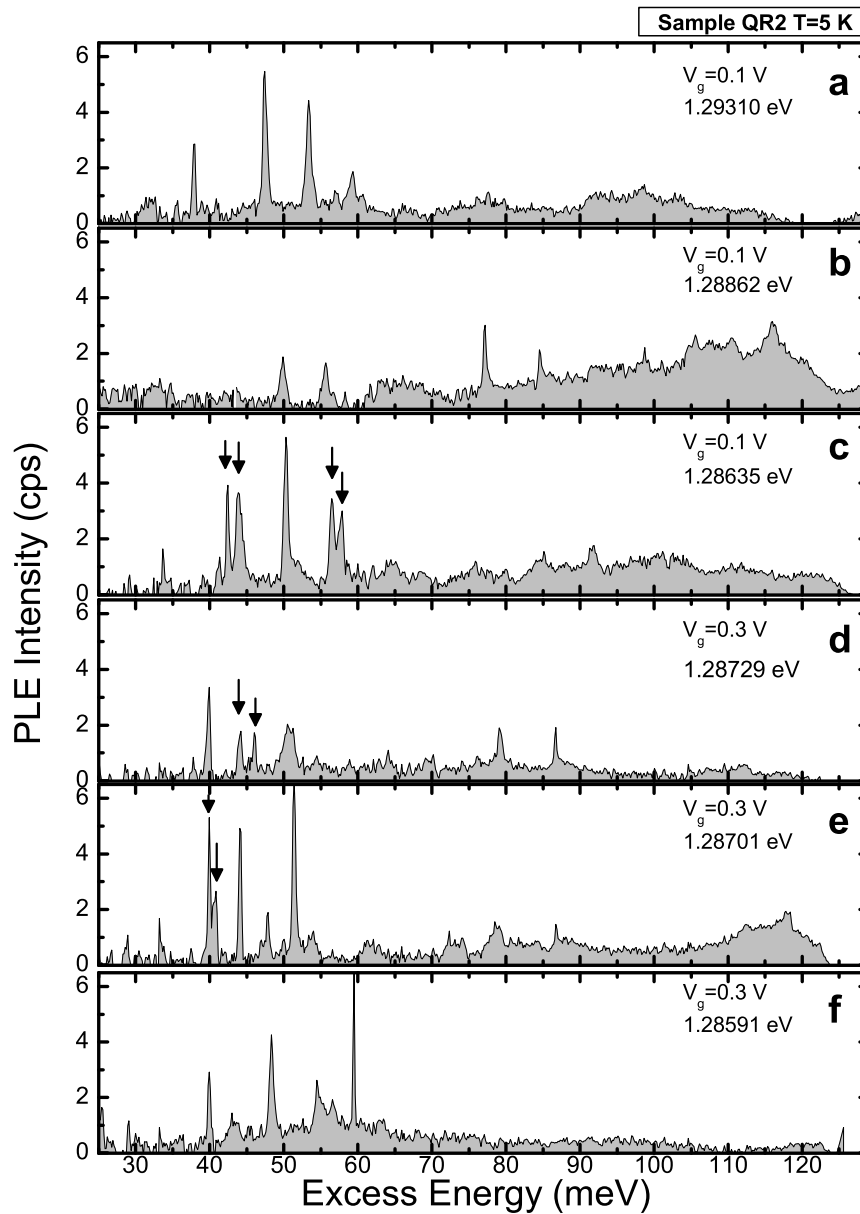 Sample QR2 T=5 K
6
4
2
0
V_g=0.1 V
1.29310 eV
a
6
4
2
0
V_g=0.1 V
1.28862 eV
b
6
4
2
0
V_g=0.1 V
1.28635 eV
c
6
4
2
0
V_g=0.3 V
1.28729 eV
d
6
4
2
0
V_g=0.3 V
1.28701 eV
e
6
4
2
0
V_g=0.3 V
1.28591 eV
f
30 40 50 60 70 80 90 100 110 120
Excess Energy (meV)
PLE Intensity (cps)